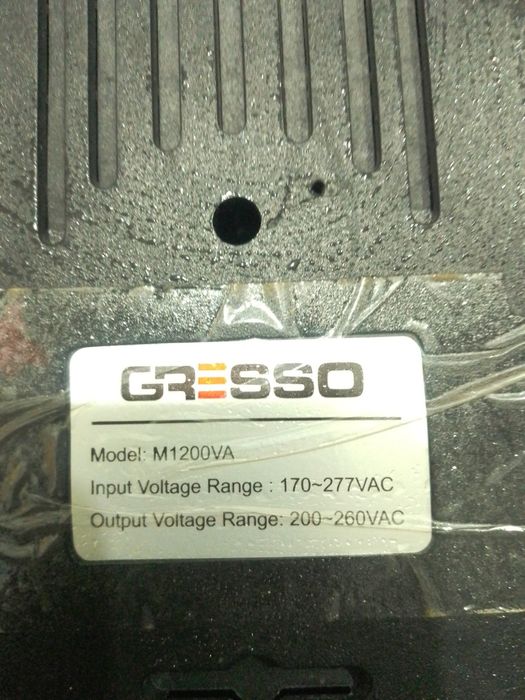 GRESSO
Model: M1200VA
Input Voltage Range : 170~277VAC
Output Voltage Range: 200~260VAC